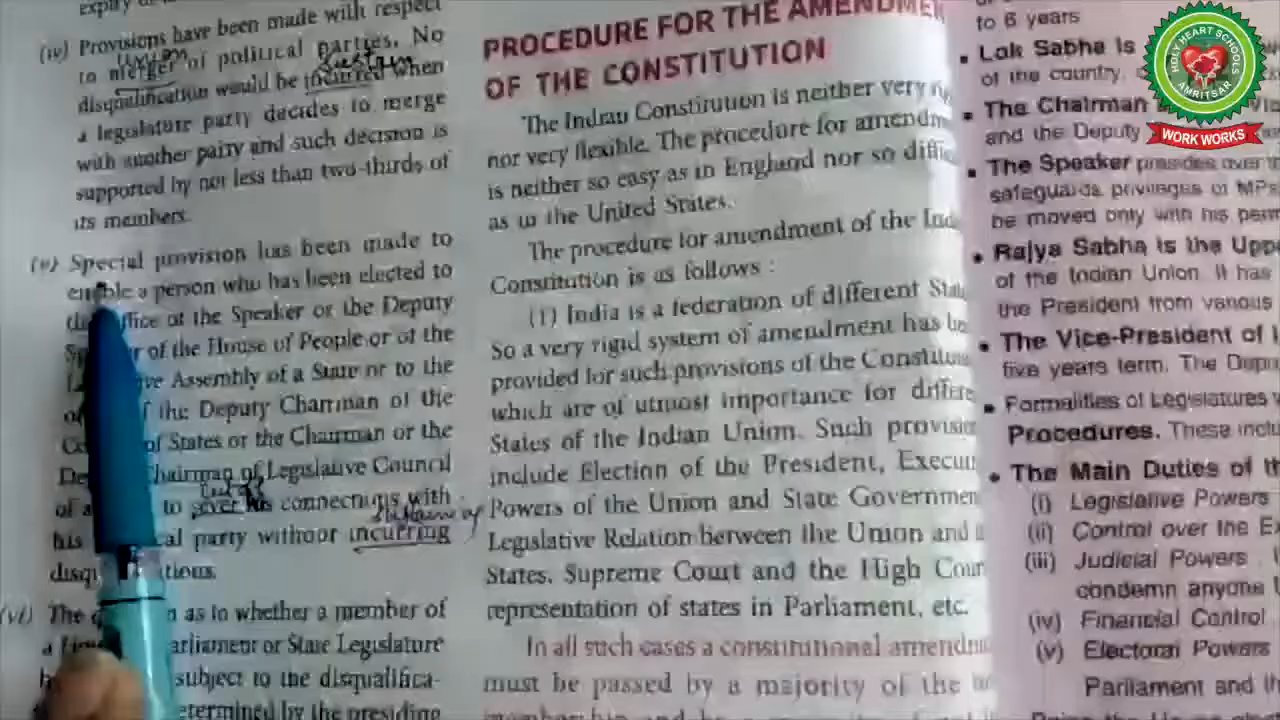 (iv) Provisions have been made with respect
to merger of political parties. No
disqualification would be incurred when
a legislature party decides to merge
with another party and such decision is
supported by not less than two-thirds of
its members.
(v) Special provision has been made to
enable a person who has been elected to
office of the Speaker or the Deputy
of the House of People or of the
Assembly of a State or to the
the Deputy Chairman of the
of States or the Chairman or the
Chairman of Legislative Council
to connections with
his party without incurring
(vi) The as to whether a member of
Parliament or State Legislature
subject to the disqualifica-
determined by the presiding
PROCEDURE FOR THE AMENDMEN
OF THE CONSTITUTION
The Indian Constitution is neither very
nor very flexible. The procedure for amendm
is neither so easy as in England nor so diffic
as in the United States.
The procedure for amendment of the Ind
Constitution is as follows :
(1) India is a federation of different Stat
So a very rigid system of amendment has be
provided for such provisions of the Constitu
which are of utmost importance for differe
States of the Indian Union. Such provision
include Election of the President, Executi
Powers of the Union and State Governmen
Legislative Relation between the Union and
States, Supreme Court and the High Cour
representation of states in Parliament, etc.
In all such cases a constitutional amendm
must be passed by a majority of the
to 6 years
• Lok Sabha is
of the country.
• The Chairman
and the Deputy
• The Speaker presides over
safeguards privileges of MPs
be moved only with his perm
• Rajya Sabha is the Upp
of the Indian Union. It has
the President from various
• The Vice-President of
five years term. The Depu
• Formalities of Legislatures
Procedures. These inclu
• The Main Duties of th
(i) Legislative Powers
(ii) Control over the E
(iii) Judicial Powers
condemn anyone
(iv) Financial Control
(v) Electoral Powers
Parliament and th
HOLY HEART SCHOOLS
AMRITSAR
WORK WORKS